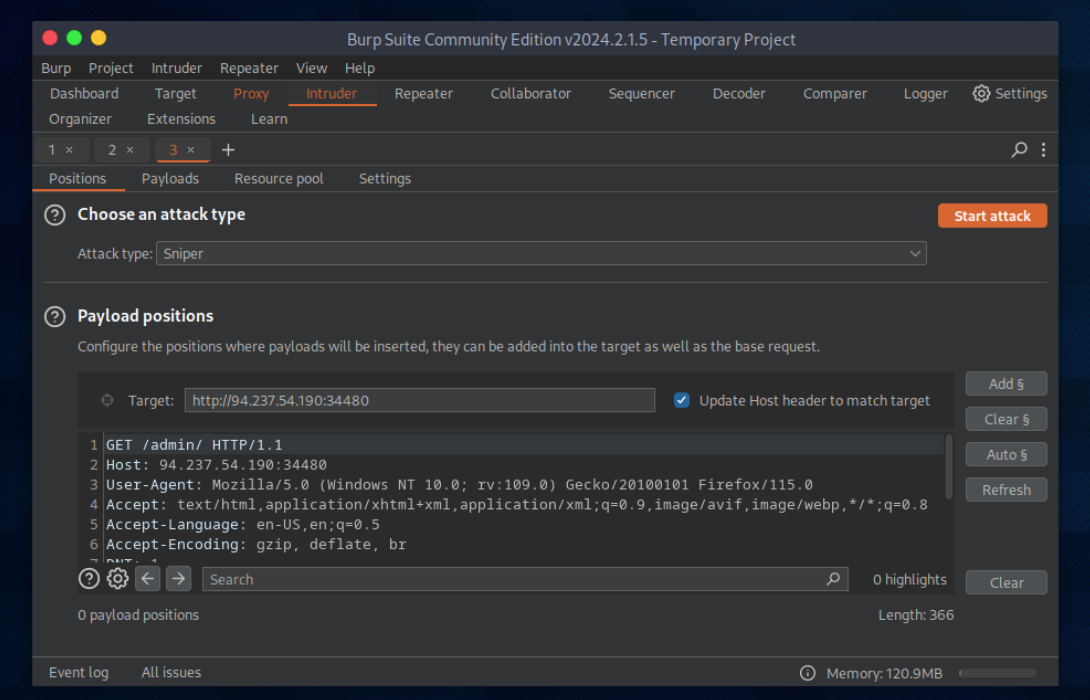 Burp Suite Community Edition v2024.2.1.5 - Temporary Project
Burp Project Intruder Repeater View Help
Dashboard Target Proxy Intruder Repeater Collaborator Sequencer Decoder Comparer Logger Settings
Organizer Extensions Learn
1 × 2 × 3 × +
Positions Payloads Resource pool Settings
? Choose an attack type Start attack
Attack type: Sniper
? Payload positions
Configure the positions where payloads will be inserted, they can be added into the target as well as the base request.
Add §
Target: http://94.237.54.190:34480 Update Host header to match target
Clear §
1 GET /admin/ HTTP/1.1
Auto §
2 Host: 94.237.54.190:34480
3 User-Agent: Mozilla/5.0 (Windows NT 10.0; rv:109.0) Gecko/20100101 Firefox/115.0
Refresh
4 Accept: text/html,application/xhtml+xml,application/xml;q=0.9,image/avif,image/webp,*/*;q=0.8
5 Accept-Language: en-US,en;q=0.5
6 Accept-Encoding: gzip, deflate, br
7 DNT: 1
? Search 0 highlights Clear
0 payload positions Length: 366
Event log All issues Memory: 120.9MB